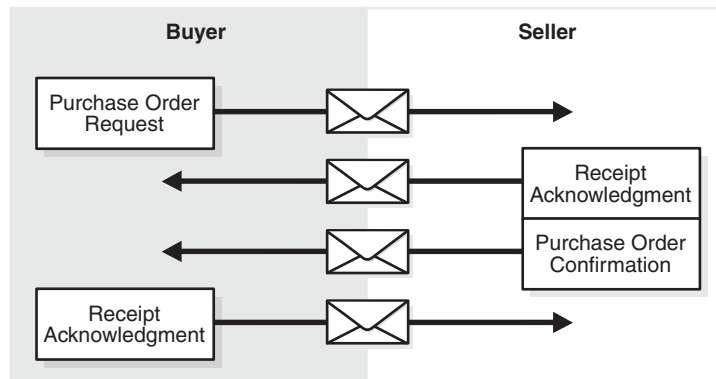 Buyer
Seller
Purchase Order
Request
Receipt
Acknowledgment
Purchase Order
Confirmation
Receipt
Acknowledgment